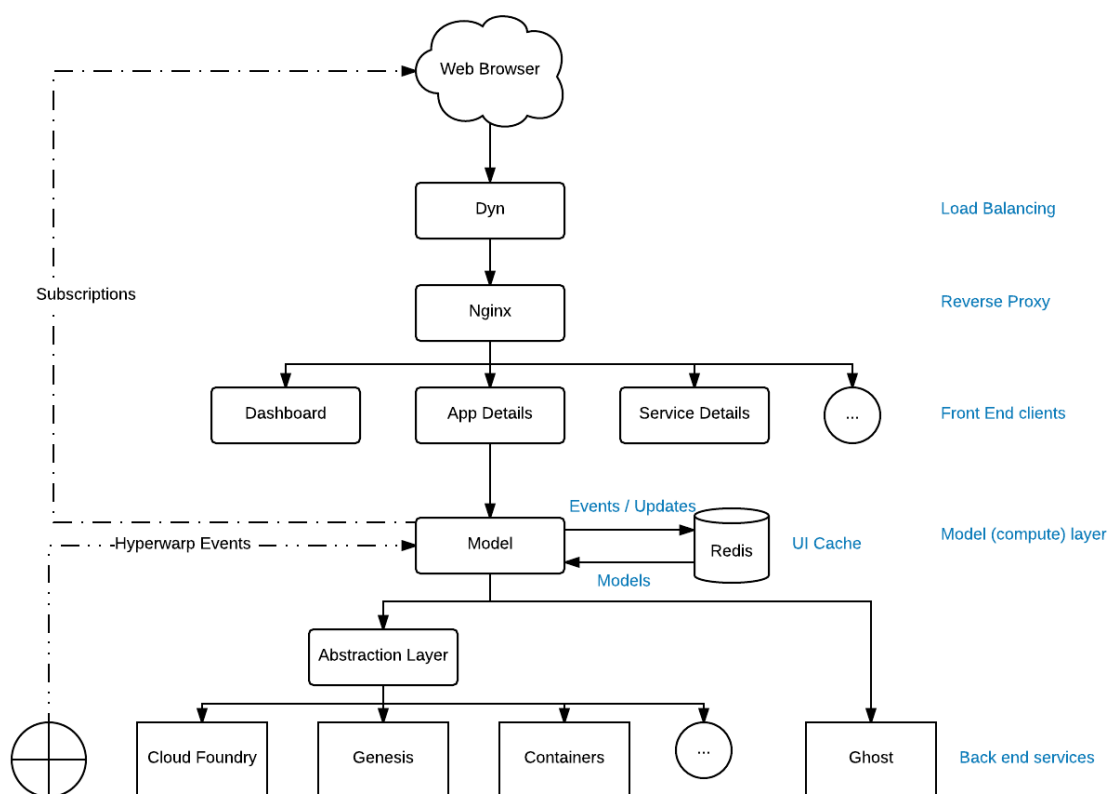 Web Browser
Dyn
Load Balancing
Subscriptions
Nginx
Reverse Proxy
Dashboard
App Details
Service Details
...
Front End clients
Events / Updates
Hyperwarp Events
Model
Redis
UI Cache
Model (compute) layer
Models
Abstraction Layer
Cloud Foundry
Genesis
Containers
...
Ghost
Back end services